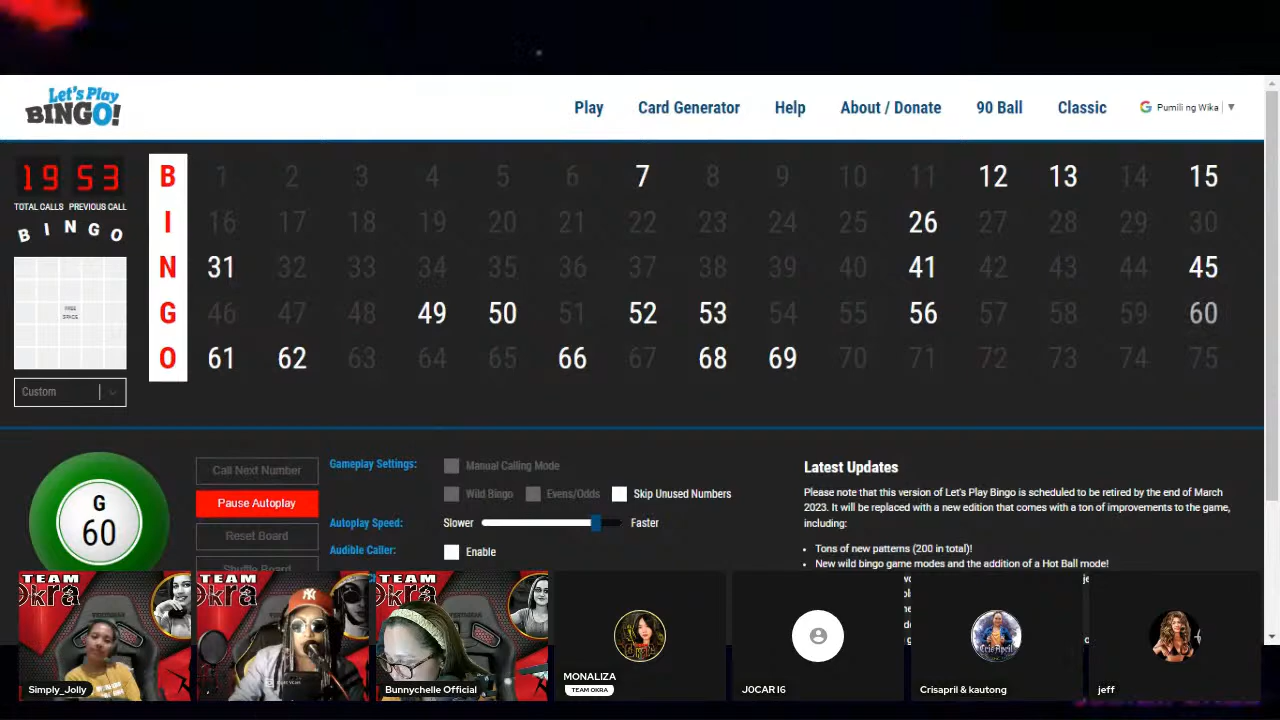 Let's Play
BINGO!
Play
Card Generator
Help
About / Donate
90 Ball
Classic
G Pumili ng Wika ▼
19 53
TOTAL CALLS PREVIOUS CALL
B I N G O
FREE
SPACE
Custom
B 1 2 3 4 5 6 7 8 9 10 11 12 13 14 15
I 16 17 18 19 20 21 22 23 24 25 26 27 28 29 30
N 31 32 33 34 35 36 37 38 39 40 41 42 43 44 45
G 46 47 48 49 50 51 52 53 54 55 56 57 58 59 60
O 61 62 63 64 65 66 67 68 69 70 71 72 73 74 75
G
60
Call Next Number
Pause Autoplay
Reset Board
Shuffle Board
Gameplay Settings:
Manual Calling Mode
Wild Bingo Evens/Odds Skip Unused Numbers
Autoplay Speed:
Slower Faster
Audible Caller:
Enable
Latest Updates
Please note that this version of Let's Play Bingo is scheduled to be retired by the end of March
2023. It will be replaced with a new edition that comes with a ton of improvements to the game,
including:
• Tons of new patterns (200 in total)!
• New wild bingo game modes and the addition of a Hot Ball mode!
TEAM
Okra
Simply_Jolly
TEAM
Okra
TEAM
Okra
Bunnychelle Official
MONALIZA
TEAM OKRA
JOCAR I6
Crisapril & kautong
jeff